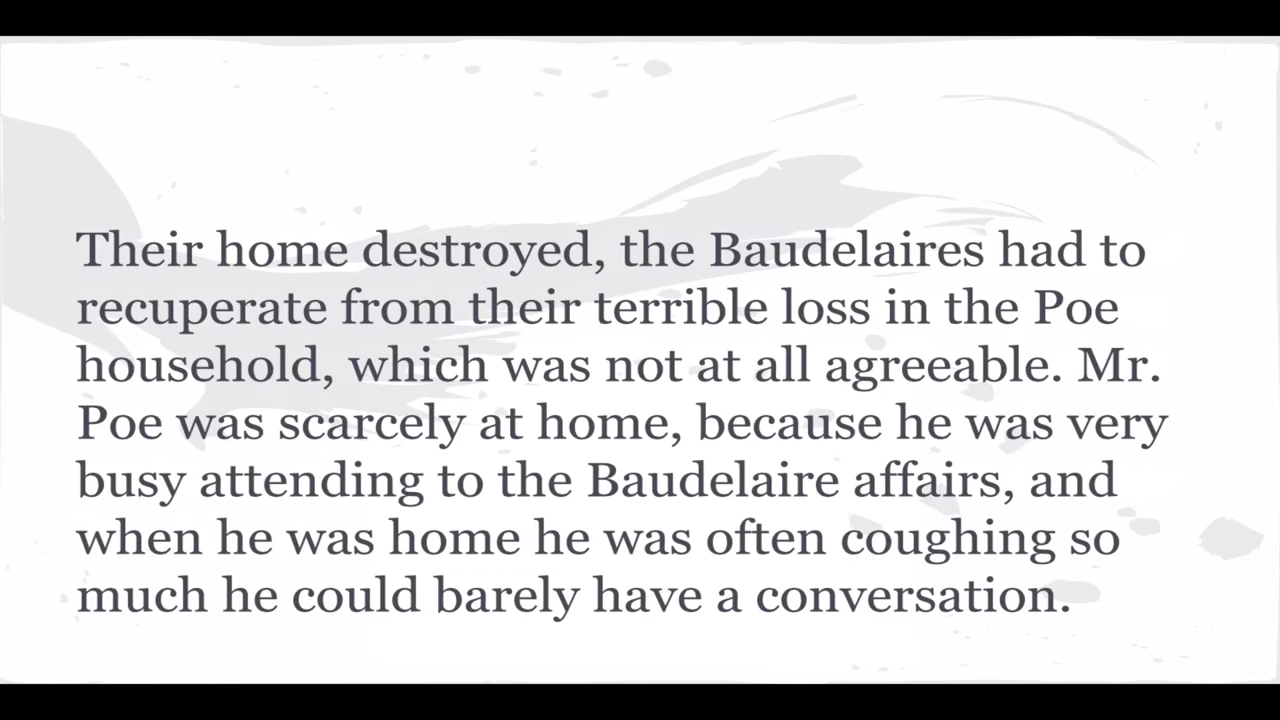 Their home destroyed, the Baudelaires had to
recuperate from their terrible loss in the Poe
household, which was not at all agreeable. Mr.
Poe was scarcely at home, because he was very
busy attending to the Baudelaire affairs, and
when he was home he was often coughing so
much he could barely have a conversation.